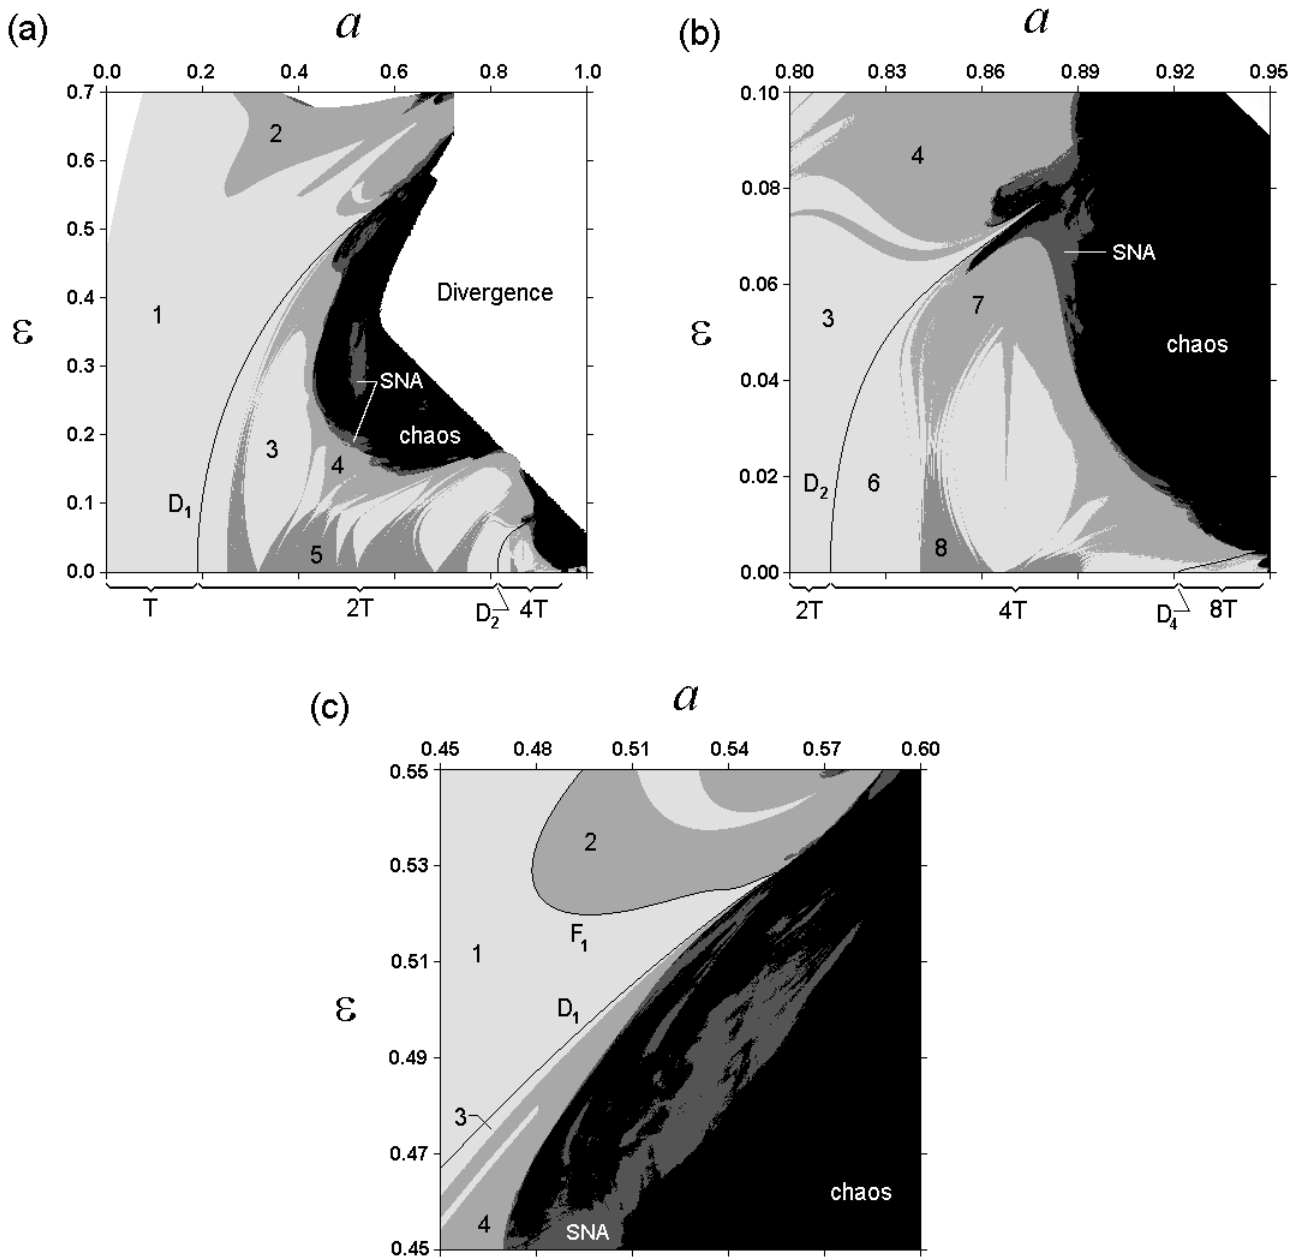 (a)
a
0.0 0.2 0.4 0.6 0.8 1.0
0.7
0.6
0.5
0.4
0.3
0.2
0.1
0.0
ε
2
1
Divergence
SNA
3
chaos
4
D1
5
T
2T
D2
4T
(b)
a
0.80 0.83 0.86 0.89 0.92 0.95
0.10
0.08
0.06
0.04
0.02
0.00
ε
4
SNA
3
7
chaos
D2
6
8
2T
4T
D4
8T
(c)
a
0.45 0.48 0.51 0.54 0.57 0.60
0.55
0.53
0.51
0.49
0.47
0.45
ε
2
F1
1
D1
3
chaos
4
SNA